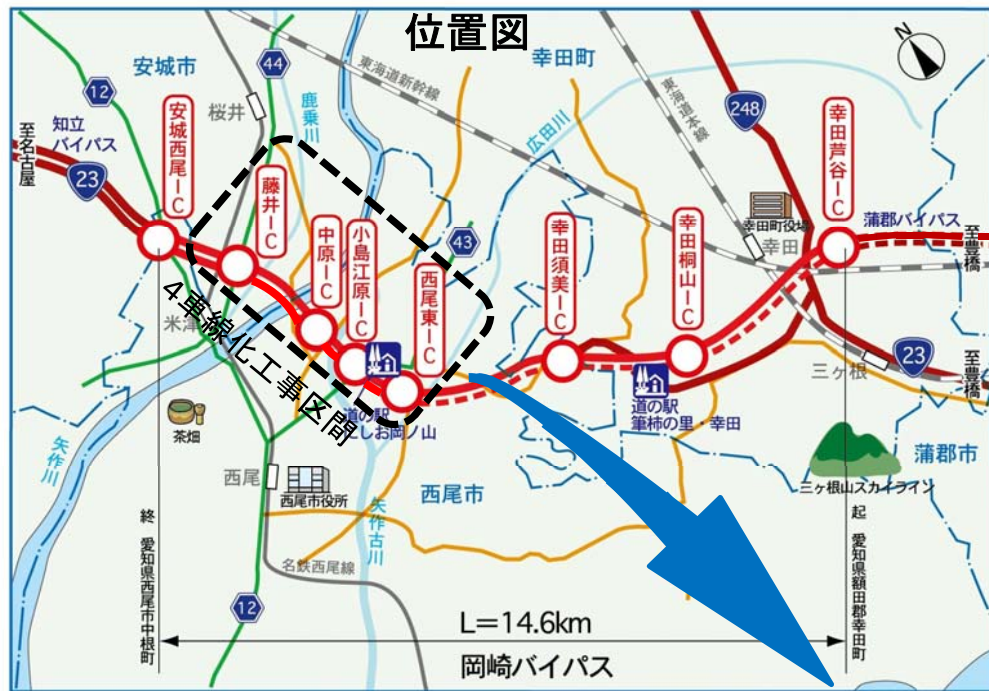 位置図
安城市
幸田町
N
44
12
桜井
鹿乗川
東海道新幹線
東海道本線
広田川
248
知立
バイパス
至名古屋
23
安城西尾IC
藤井IC
中原IC
小島江原IC
西尾東IC
43
幸田須美IC
幸田桐山IC
幸田芦谷IC
幸田町役場
幸田
蒲郡バイパス
至豊橋
4車線化工事区間
米津
道の駅
にしお岡ノ山
道の駅
筆柿の里・幸田
三ヶ根
23
至豊橋
茶畑
矢作川
西尾
西尾市役所
西尾市
矢作古川
蒲郡市
三ヶ根山スカイライン
名鉄西尾線
12
終 愛知県西尾市中根町
起 愛知県額田郡幸田町
L=14.6km
岡崎バイパス